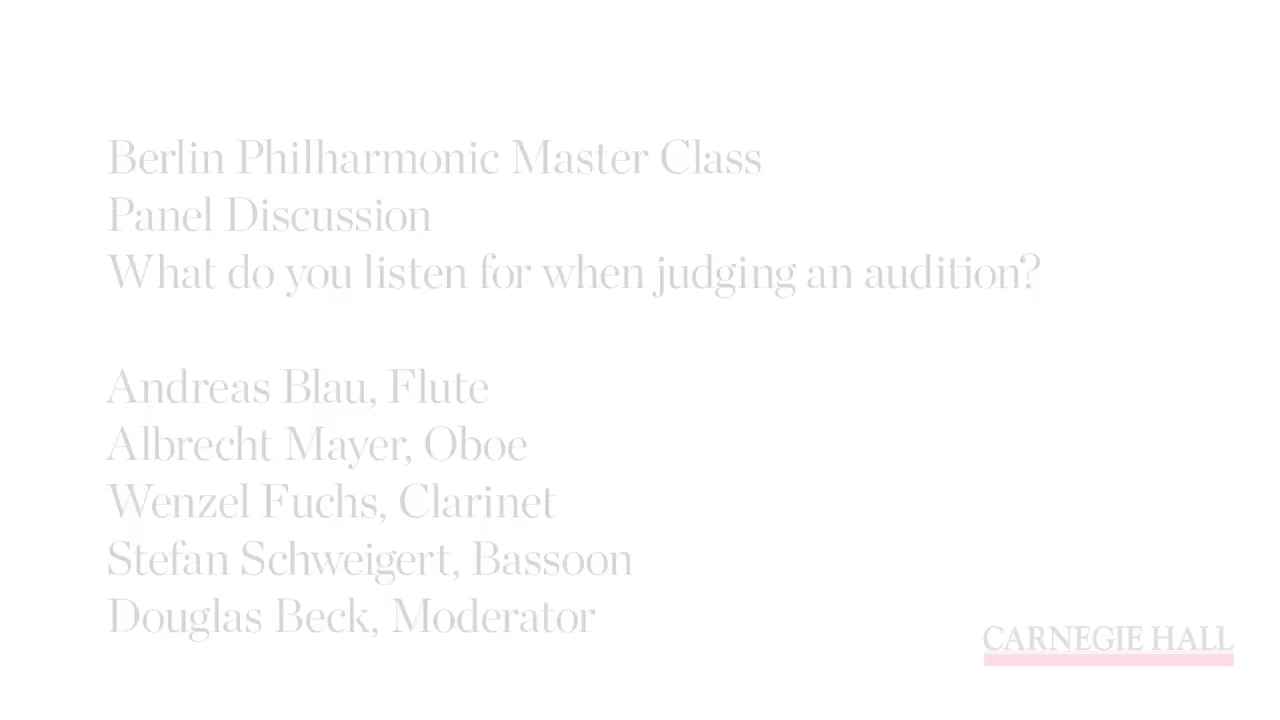 Berlin Philharmonic Master Class
Panel Discussion
What do you listen for when judging an audition?
Andreas Blau, Flute
Albrecht Mayer, Oboe
Wenzel Fuchs, Clarinet
Stefan Schweigert, Bassoon
Douglas Beck, Moderator
CARNEGIE HALL